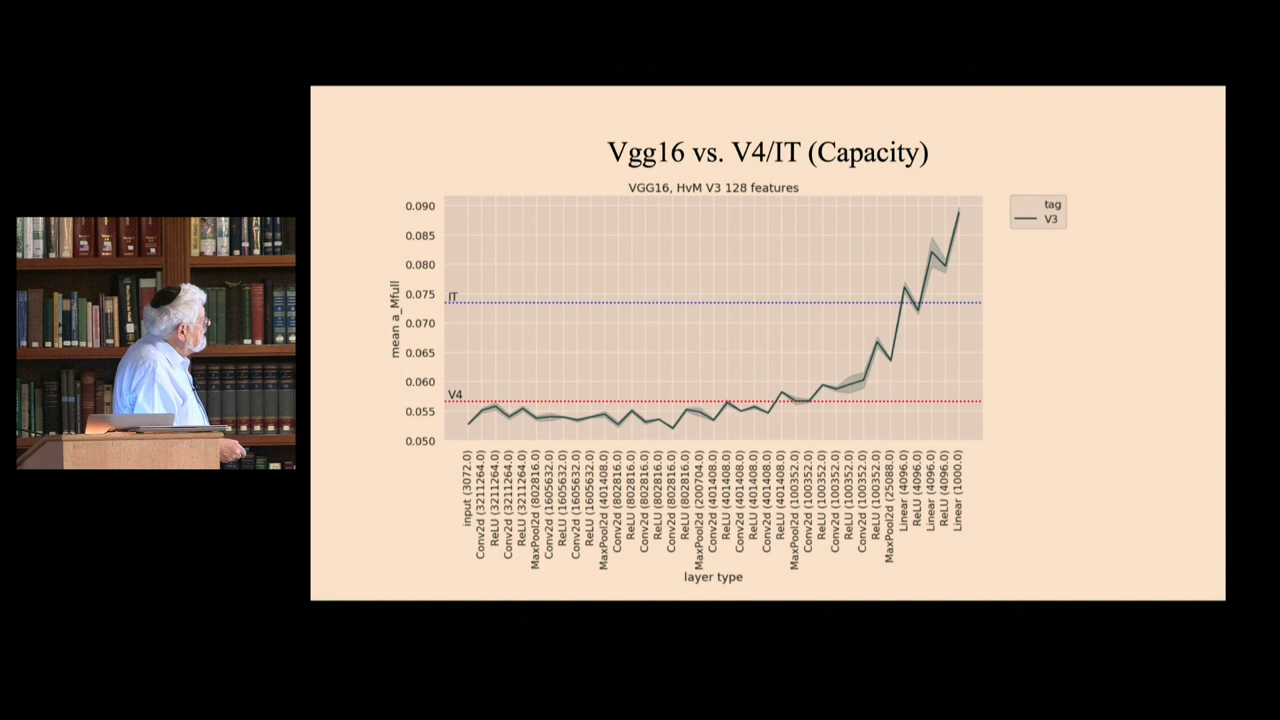 Vgg16 vs. V4/IT (Capacity)
VGG16, HvM V3 128 features
tag
V3
mean a_Mfull
0.090
0.085
0.080
0.075
0.070
0.065
0.060
0.055
0.050
IT
V4
input (3072.0)
Conv2d (3211264.0)
ReLU (3211264.0)
Conv2d (3211264.0)
ReLU (3211264.0)
MaxPool2d (802816.0)
Conv2d (1605632.0)
ReLU (1605632.0)
Conv2d (1605632.0)
ReLU (1605632.0)
MaxPool2d (401408.0)
Conv2d (802816.0)
ReLU (802816.0)
Conv2d (802816.0)
ReLU (802816.0)
Conv2d (802816.0)
ReLU (802816.0)
MaxPool2d (200704.0)
Conv2d (401408.0)
ReLU (401408.0)
Conv2d (401408.0)
ReLU (401408.0)
Conv2d (401408.0)
ReLU (401408.0)
MaxPool2d (100352.0)
Conv2d (100352.0)
ReLU (100352.0)
Conv2d (100352.0)
ReLU (100352.0)
Conv2d (100352.0)
ReLU (100352.0)
MaxPool2d (25088.0)
Linear (4096.0)
ReLU (4096.0)
Linear (4096.0)
ReLU (4096.0)
Linear (1000.0)
layer type